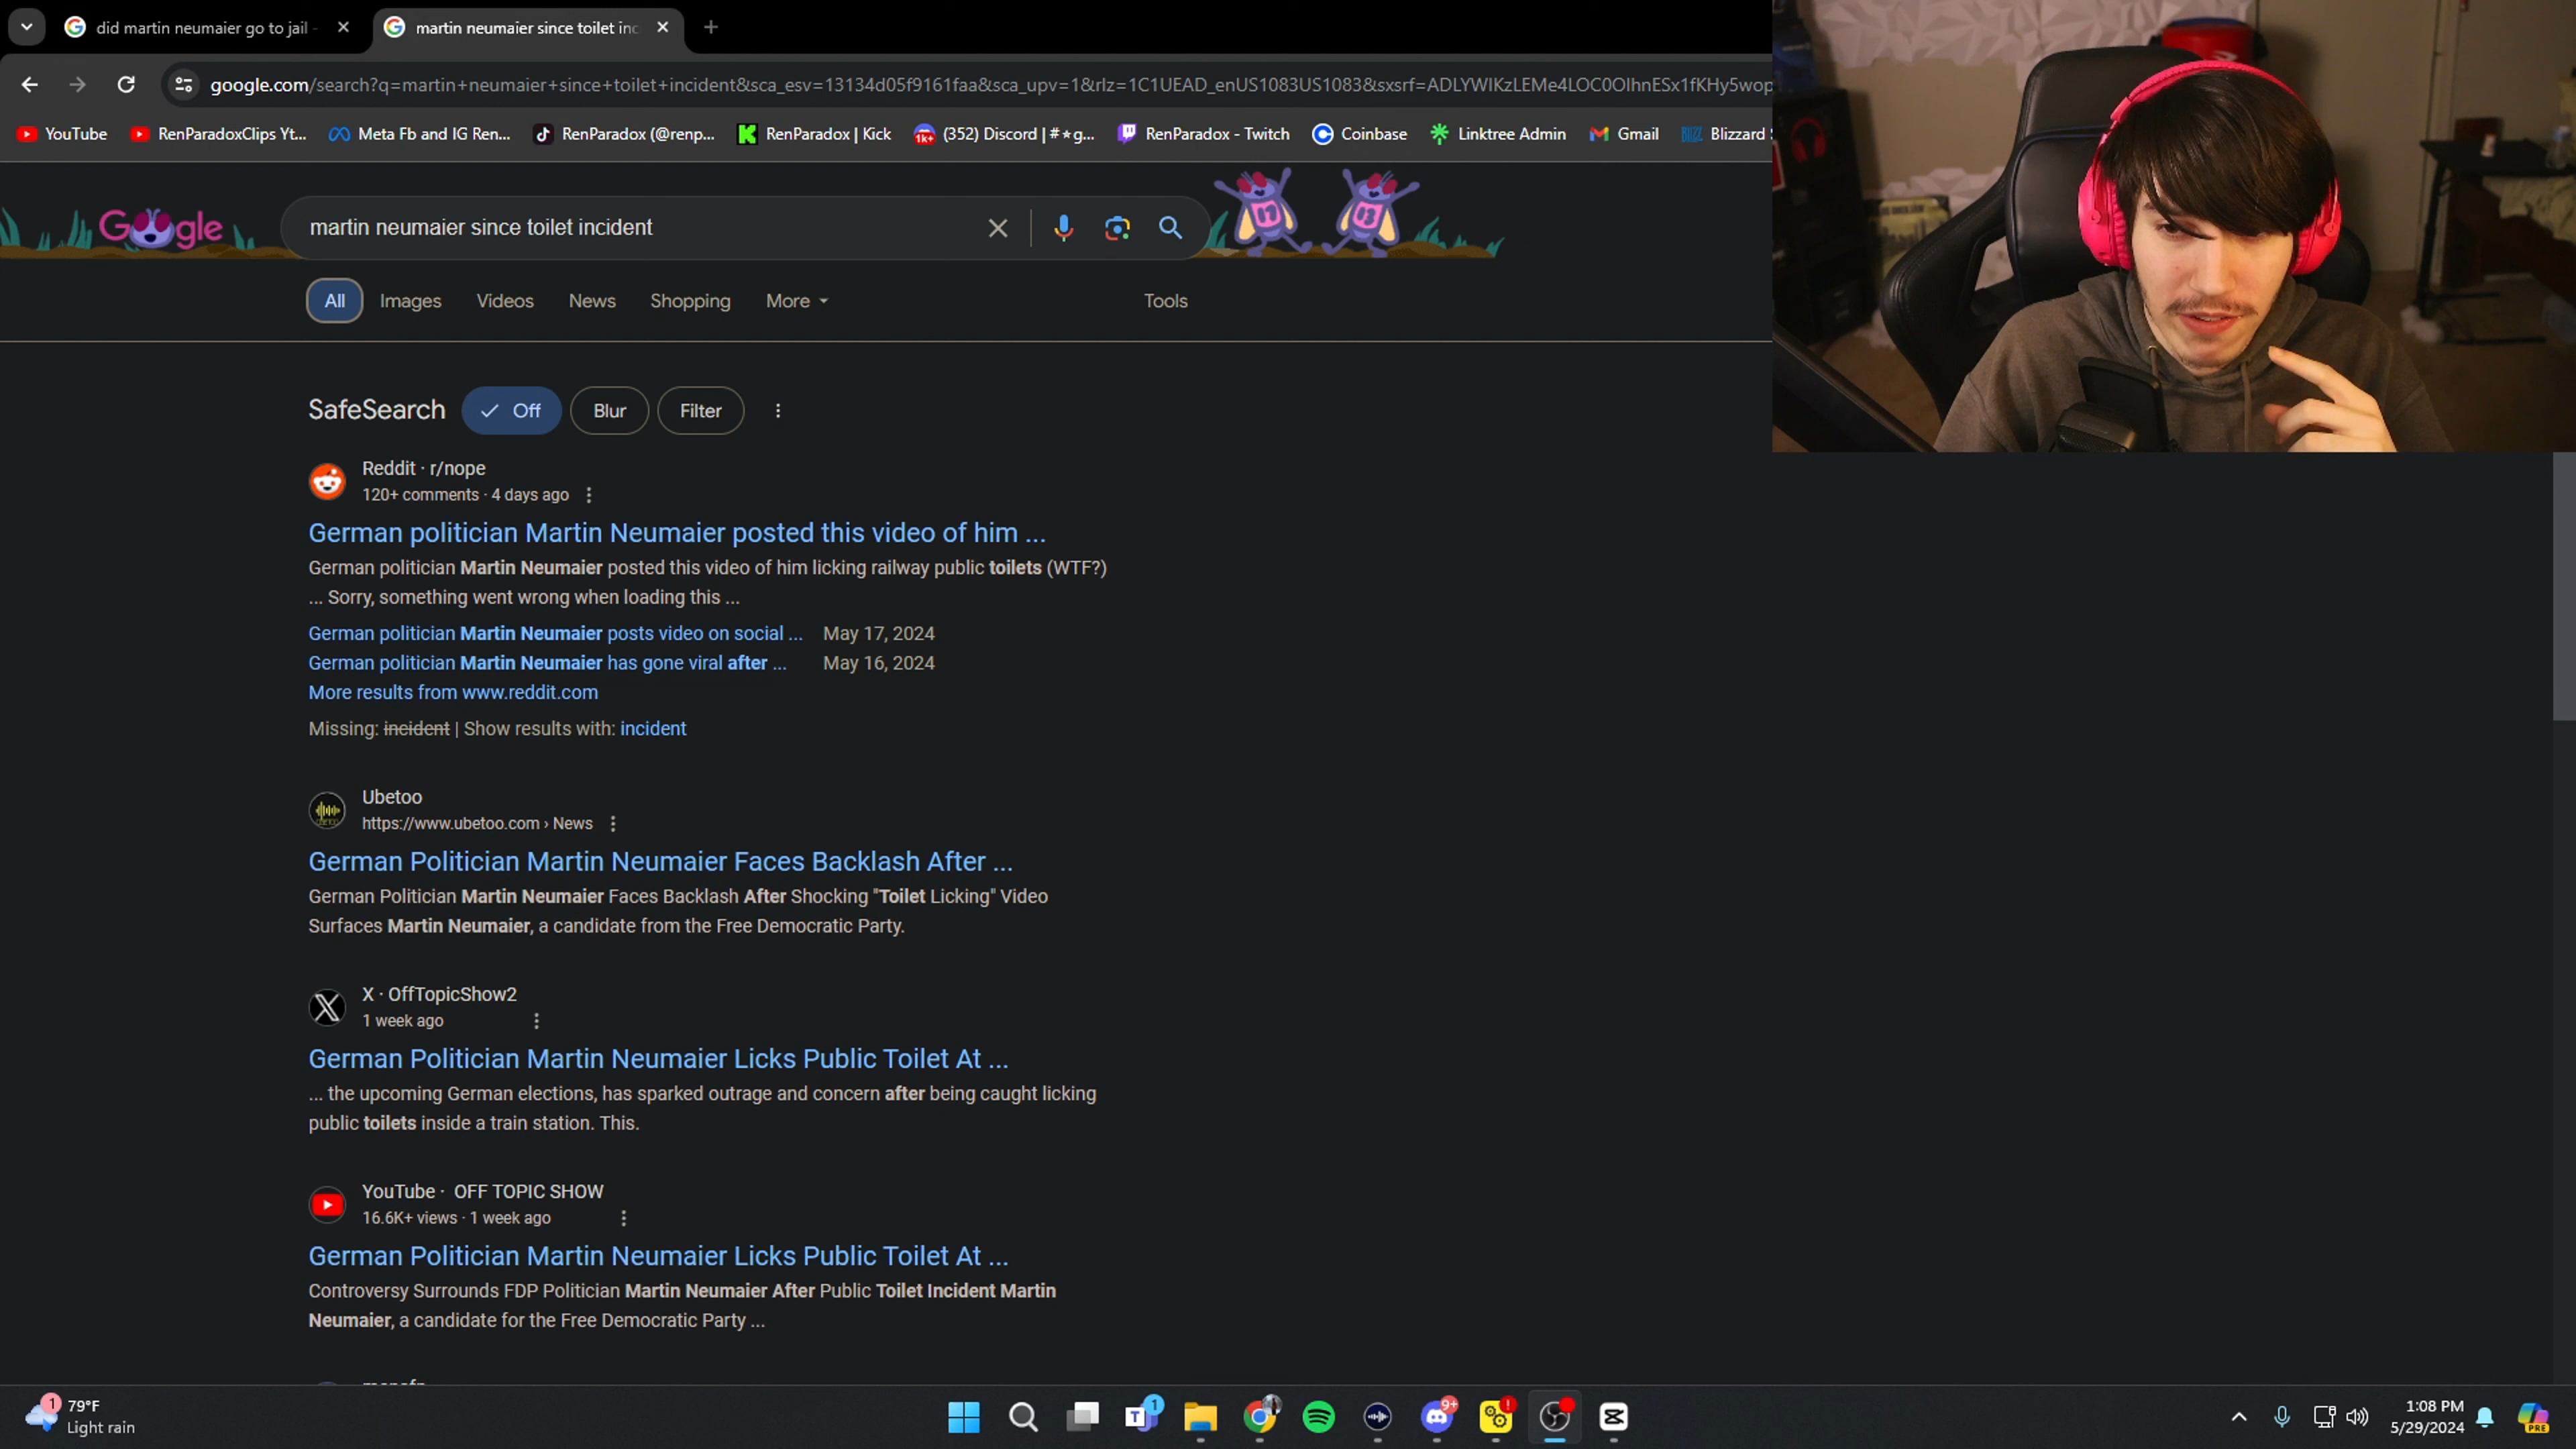 did martin neumaier go to jail -
martin neumaier since toilet inc
google.com/search?q=martin+neumaier+since+toilet+incident&sca_esv=13134d05f9161faa&sca_upv=1&rlz=1C1UEAD_enUS1083US1083&sxsrf=ADLYWIKzLEMe4LOC0OlhnESx1fKHy5wop
YouTube RenParadoxClips Yt... Meta Fb and IG Ren... RenParadox (@renp... RenParadox | Kick 1K+ (352) Discord | #★g... RenParadox - Twitch Coinbase Linktree Admin Gmail Blizzard
Google martin neumaier since toilet incident
All Images Videos News Shopping More Tools
SafeSearch Off Blur Filter
Reddit · r/nope
120+ comments · 4 days ago
German politician Martin Neumaier posted this video of him ...
German politician Martin Neumaier posted this video of him licking railway public toilets (WTF?)
... Sorry, something went wrong when loading this ...
German politician Martin Neumaier posts video on social ... May 17, 2024
German politician Martin Neumaier has gone viral after ... May 16, 2024
More results from www.reddit.com
Missing: incident | Show results with: incident
Ubetoo
https://www.ubetoo.com › News
German Politician Martin Neumaier Faces Backlash After ...
German Politician Martin Neumaier Faces Backlash After Shocking "Toilet Licking" Video
Surfaces Martin Neumaier, a candidate from the Free Democratic Party.
X · OffTopicShow2
1 week ago
German Politician Martin Neumaier Licks Public Toilet At ...
... the upcoming German elections, has sparked outrage and concern after being caught licking
public toilets inside a train station. This.
YouTube · OFF TOPIC SHOW
16.6K+ views · 1 week ago
German Politician Martin Neumaier Licks Public Toilet At ...
Controversy Surrounds FDP Politician Martin Neumaier After Public Toilet Incident Martin
Neumaier, a candidate for the Free Democratic Party ...
1 79°F
Light rain
1
9+
1:08 PM
5/29/2024
PRE